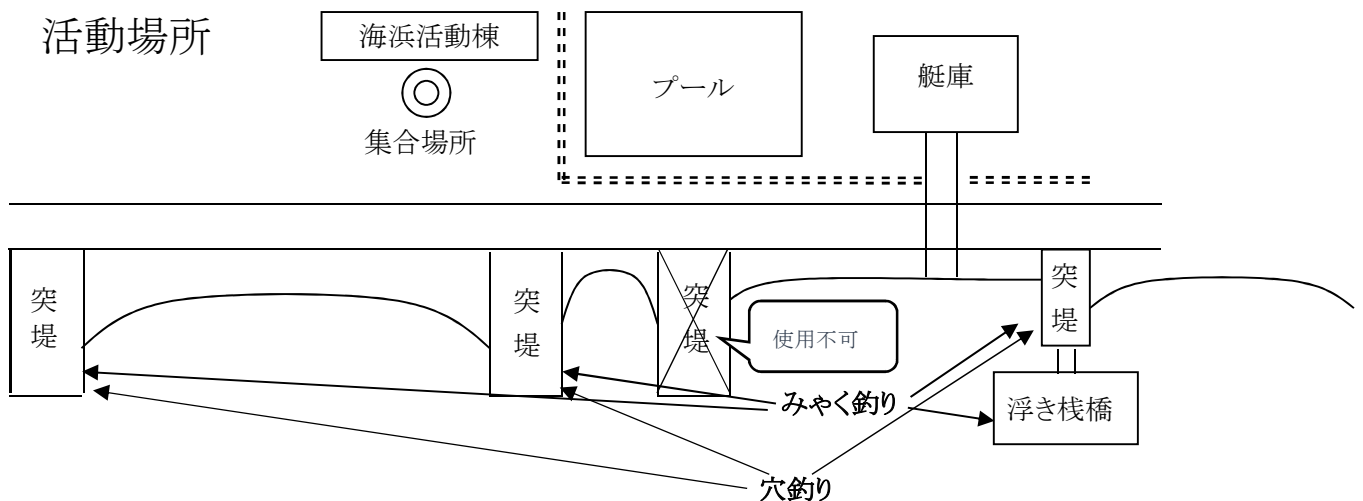 活動場所
海浜活動棟
集合場所
プール
艇庫
突堤
突堤
突堤
使用不可
突堤
みゃく釣り
浮き桟橋
穴釣り